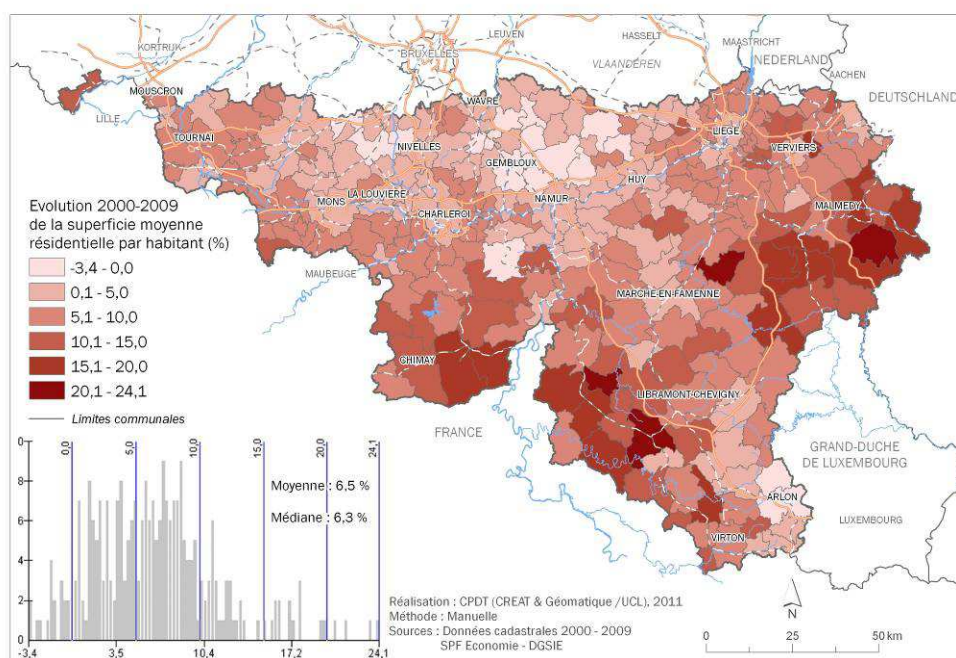 KORTRIJK
LEUVEN
HASSELT
MAASTRICHT
BRUXELLES
VLAANDEREN
NEDERLAND
AACHEN
MOUSCRON
WAVRE
DEUTSCHLAND
LILLE
LIEGE
TOURNAI
NIVELLES
VERVIERS
GEMBLOUX
HUY
LA LOUVIERE
NAMUR
MONS
CHARLEROI
MALMEDY
Evolution 2000-2009
de la superficie moyenne
résidentielle par habitant (%)
-3,4 - 0,0
0,1 - 5,0
5,1 - 10,0
10,1 - 15,0
15,1 - 20,0
20,1 - 24,1
Limites communales
MAUBEUGE
MARCHE-EN-FAMENNE
CHIMAY
LIBRAMONT-CHEVIGNY
FRANCE
GRAND-DUCHE
DE LUXEMBOURG
ARLON
LUXEMBOURG
VIRTON
0 0,0 5,0 10,0 15,0 20,0 24,1
8
6
4
2
0
Moyenne : 6,5 %
Médiane : 6,3 %
-3,4 3,5 10,4 17,2 24,1
Réalisation : CPDT (CREAT & Géomatique /UCL), 2011
Méthode : Manuelle
Sources : Données cadastrales 2000 - 2009
SPF Economie - DGSIE
N
0 25 50 km